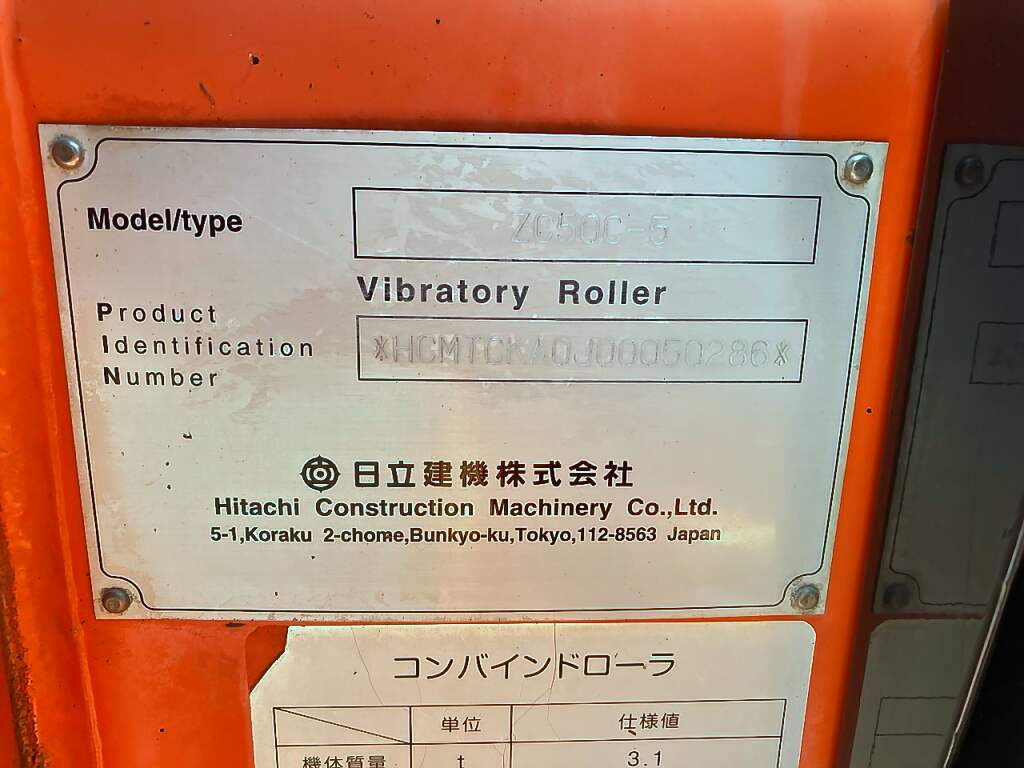 Model/type
ZC50C-5
Vibratory Roller
Product
Identification
Number
*HCMTCKA0J00050286*
日立建機株式会社
Hitachi Construction Machinery Co.,Ltd.
5-1,Koraku 2-chome,Bunkyo-ku,Tokyo,112-8563 Japan
コンバインドローラ
単位 仕様値
機体質量 t 3.1